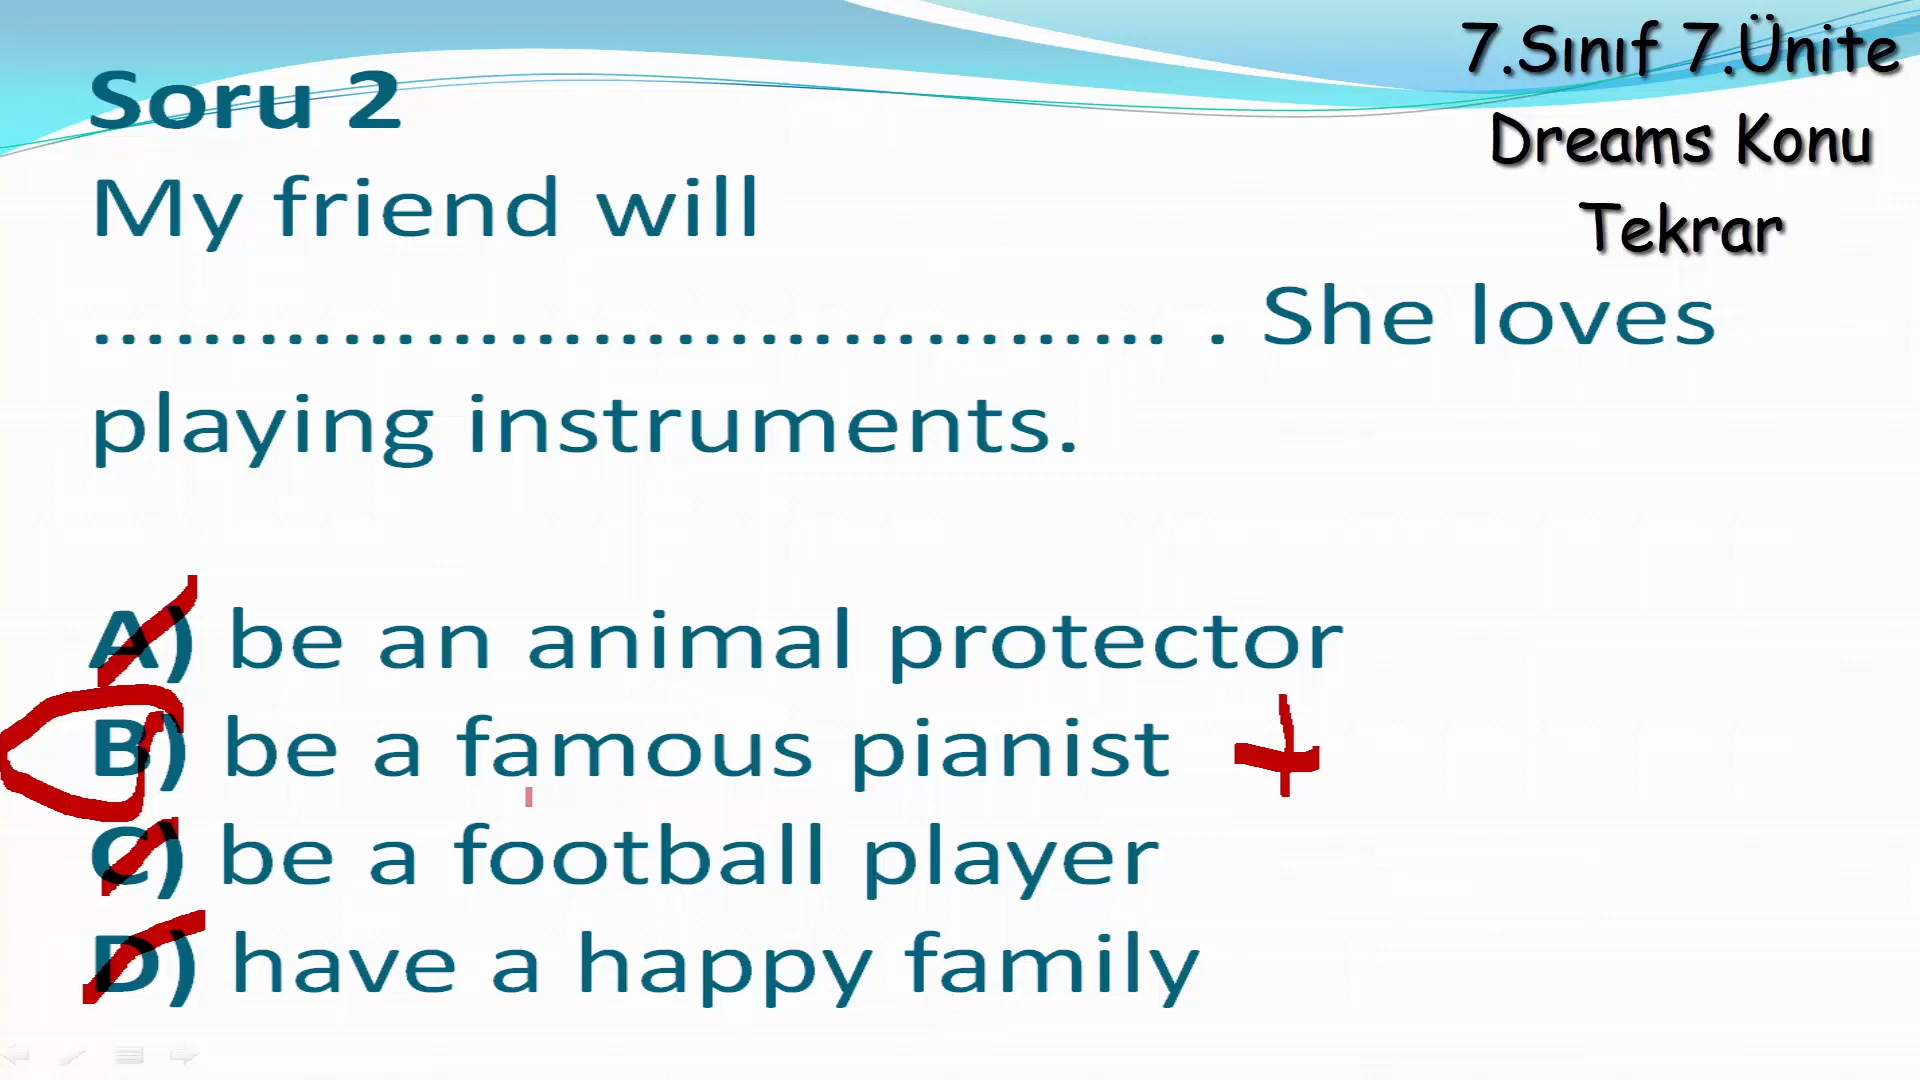 7.Sınıf 7.Ünite
Dreams Konu
Tekrar
Soru 2
My friend will
....................................... . She loves
playing instruments.
A) be an animal protector
B) be a famous pianist +
C) be a football player
D) have a happy family